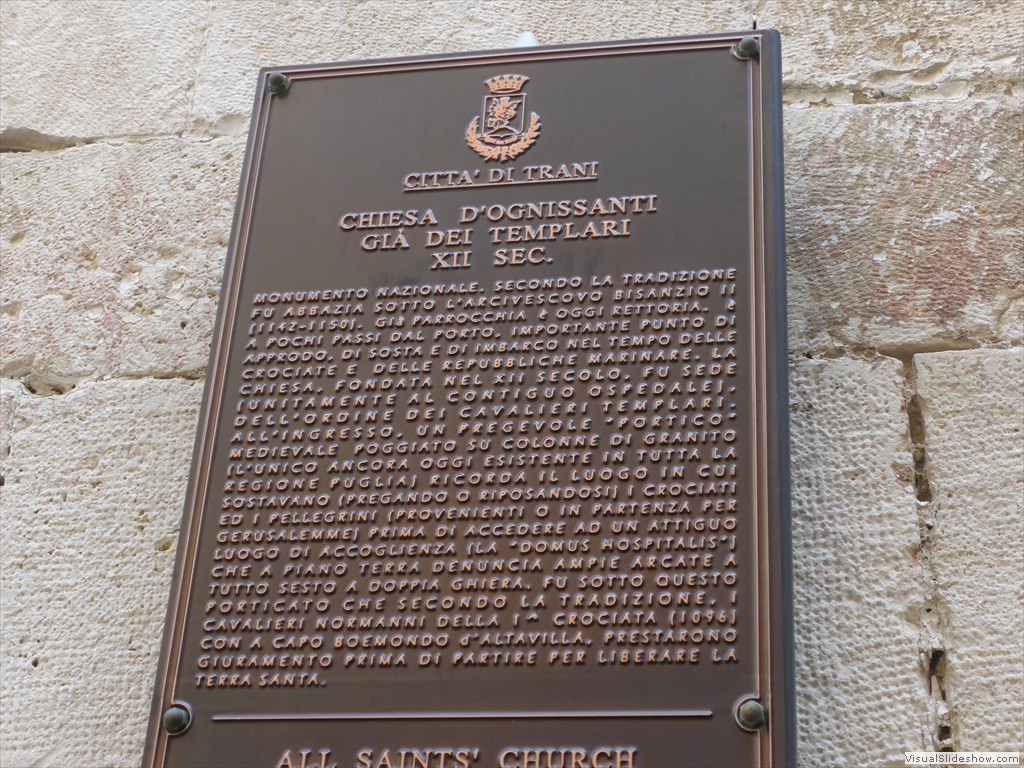 CITTA' DI TRANI
CHIESA D'OGNISSANTI
GIÀ DEI TEMPLARI
XII SEC.
MONUMENTO NAZIONALE. SECONDO LA TRADIZIONE
FU ABBAZIA SOTTO L'ARCIVESCOVO BISANZIO II
(1142-1150). GIÀ PARROCCHIA È OGGI RETTORIA. È
A POCHI PASSI DAL PORTO, IMPORTANTE PUNTO DI
APPRODO, DI SOSTA E DI IMBARCO NEL TEMPO DELLE
CROCIATE E DELLE REPUBBLICHE MARINARE. LA
CHIESA, FONDATA NEL XII SECOLO, FU SEDE
(UNITAMENTE AL CONTIGUO OSPEDALE),
DELL'ORDINE DEI CAVALIERI TEMPLARI.
ALL'INGRESSO, UN PREGEVOLE "PORTICO"
MEDIEVALE POGGIATO SU COLONNE DI GRANITO
(L'UNICO ANCORA OGGI ESISTENTE IN TUTTA LA
REGIONE PUGLIA) RICORDA IL LUOGO IN CUI
SOSTAVANO (PREGANDO O RIPOSANDOSI) I CROCIATI
ED I PELLEGRINI (PROVENIENTI O IN PARTENZA PER
GERUSALEMME) PRIMA DI ACCEDERE AD UN ATTIGUO
LUOGO DI ACCOGLIENZA (LA "DOMUS HOSPITALIS")
CHE A PIANO TERRA DENUNCIA AMPIE ARCATE A
TUTTO SESTO A DOPPIA GHIERA. FU SOTTO QUESTO
PORTICATO CHE SECONDO LA TRADIZIONE, I
CAVALIERI NORMANNI DELLA I^ CROCIATA (1096)
CON A CAPO BOEMONDO d'ALTAVILLA, PRESTARONO
GIURAMENTO PRIMA DI PARTIRE PER LIBERARE LA
TERRA SANTA.
ALL SAINTS' CHURCH
VisualSlideshow.com